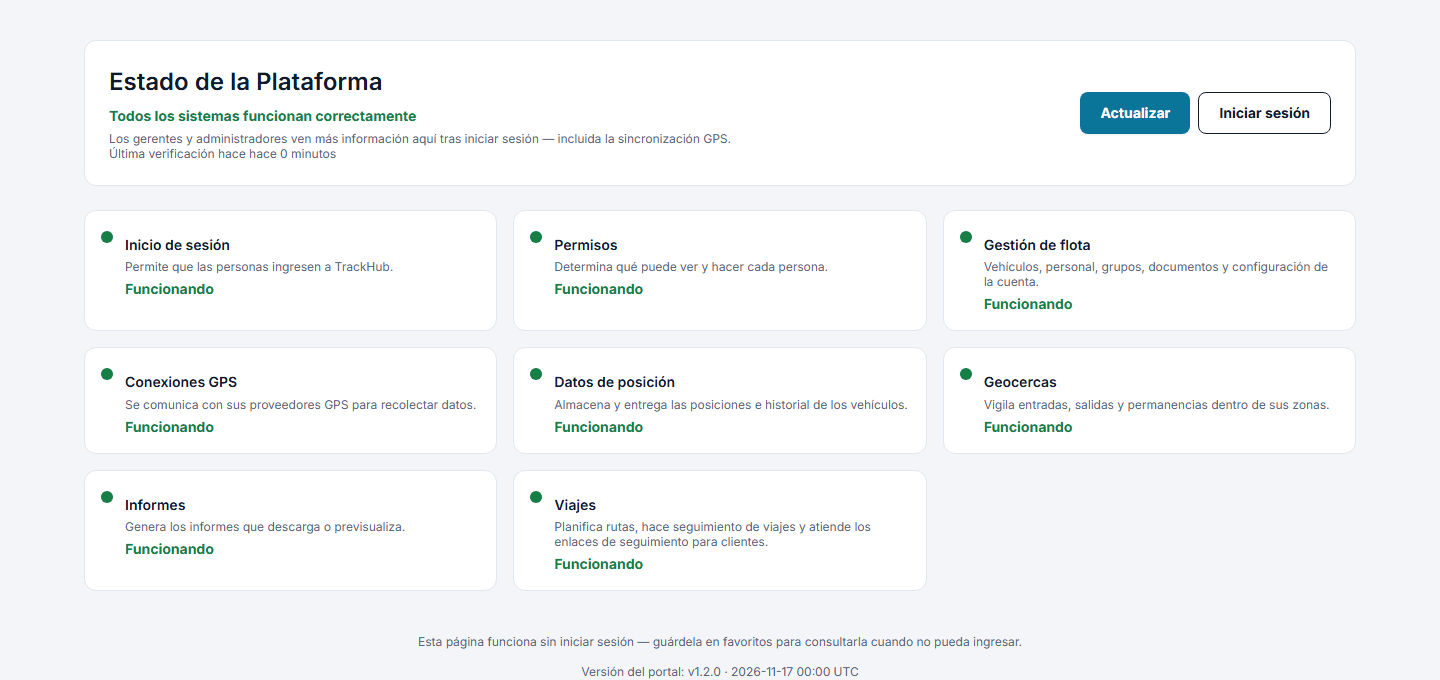 Estado de la Plataforma
Todos los sistemas funcionan correctamente
Los gerentes y administradores ven más información aquí tras iniciar sesión — incluida la sincronización GPS.
Última verificación hace hace 0 minutos
Actualizar
Iniciar sesión
Inicio de sesión
Permite que las personas ingresen a TrackHub.
Funcionando
Permisos
Determina qué puede ver y hacer cada persona.
Funcionando
Gestión de flota
Vehículos, personal, grupos, documentos y configuración de
la cuenta.
Funcionando
Conexiones GPS
Se comunica con sus proveedores GPS para recolectar datos.
Funcionando
Datos de posición
Almacena y entrega las posiciones e historial de los vehículos.
Funcionando
Geocercas
Vigila entradas, salidas y permanencias dentro de sus zonas.
Funcionando
Informes
Genera los informes que descarga o previsualiza.
Funcionando
Viajes
Planifica rutas, hace seguimiento de viajes y atiende los
enlaces de seguimiento para clientes.
Funcionando
Esta página funciona sin iniciar sesión — guárdela en favoritos para consultarla cuando no pueda ingresar.
Versión del portal: v1.2.0 · 2026-11-17 00:00 UTC